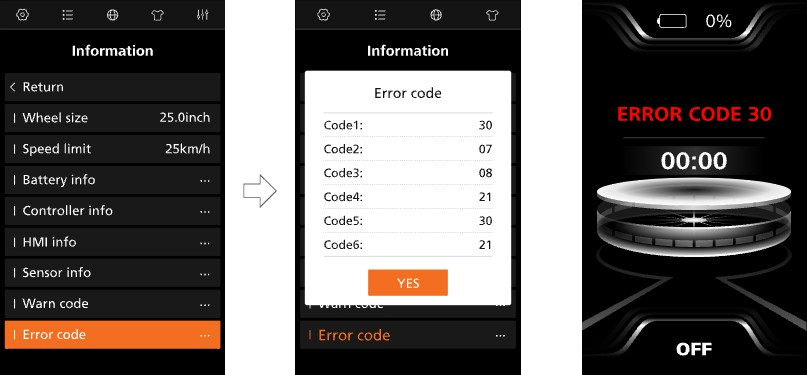 Information
Return
Wheel size 25.0inch
Speed limit 25km/h
Battery info ...
Controller info ...
HMI info ...
Sensor info ...
Warn code ...
Error code ...
Information
Error code
Code1: 30
Code2: 07
Code3: 08
Code4: 21
Code5: 30
Code6: 21
YES
Warn code ...
Error code ...
0%
ERROR CODE 30
00:00
OFF